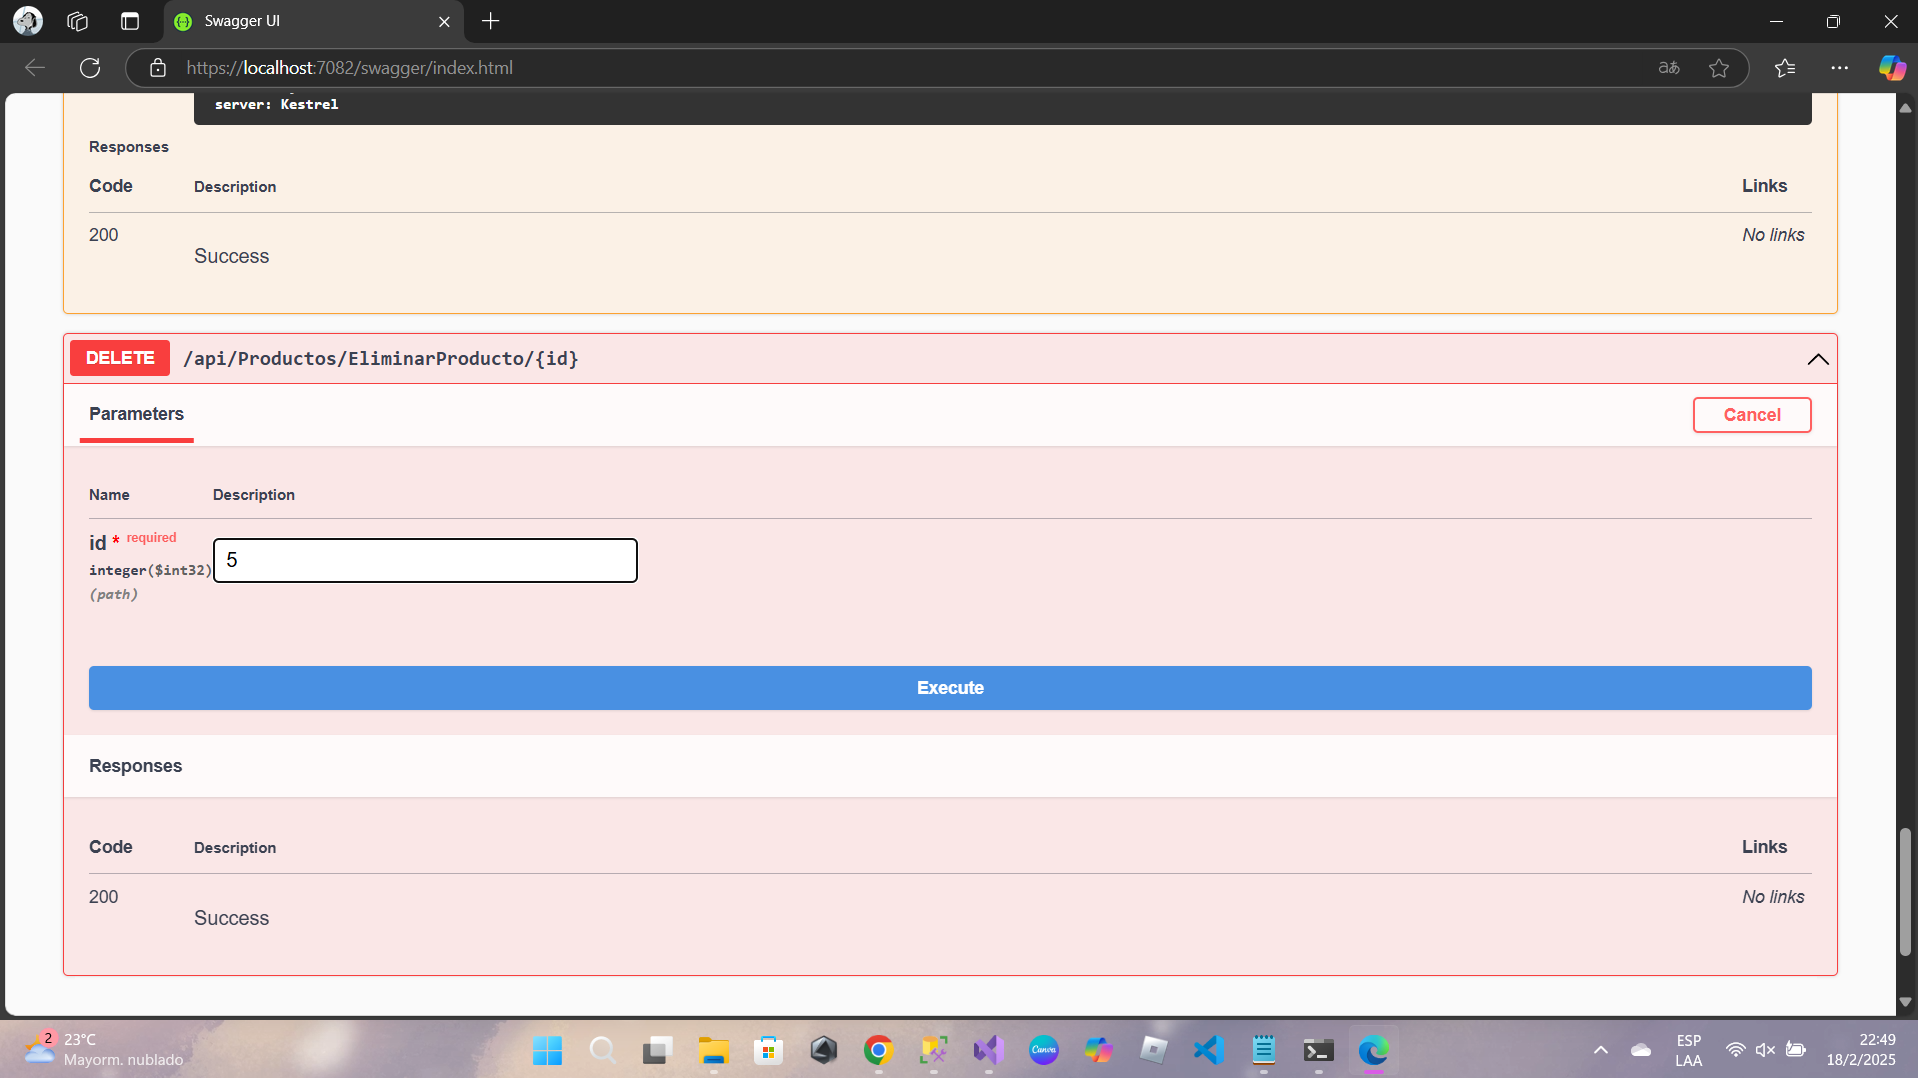 Swagger UI
https://localhost:7082/swagger/index.html
server: Kestrel
Responses
Code Description Links
200 Success No links
DELETE /api/Productos/EliminarProducto/{id}
Parameters
Cancel
Name Description
id * required
integer($int32)
(path)
5
Execute
Responses
Code Description Links
200 Success No links
2
23°C
Mayorm. nublado
Canva
ESP
LAA
22:49
18/2/2025